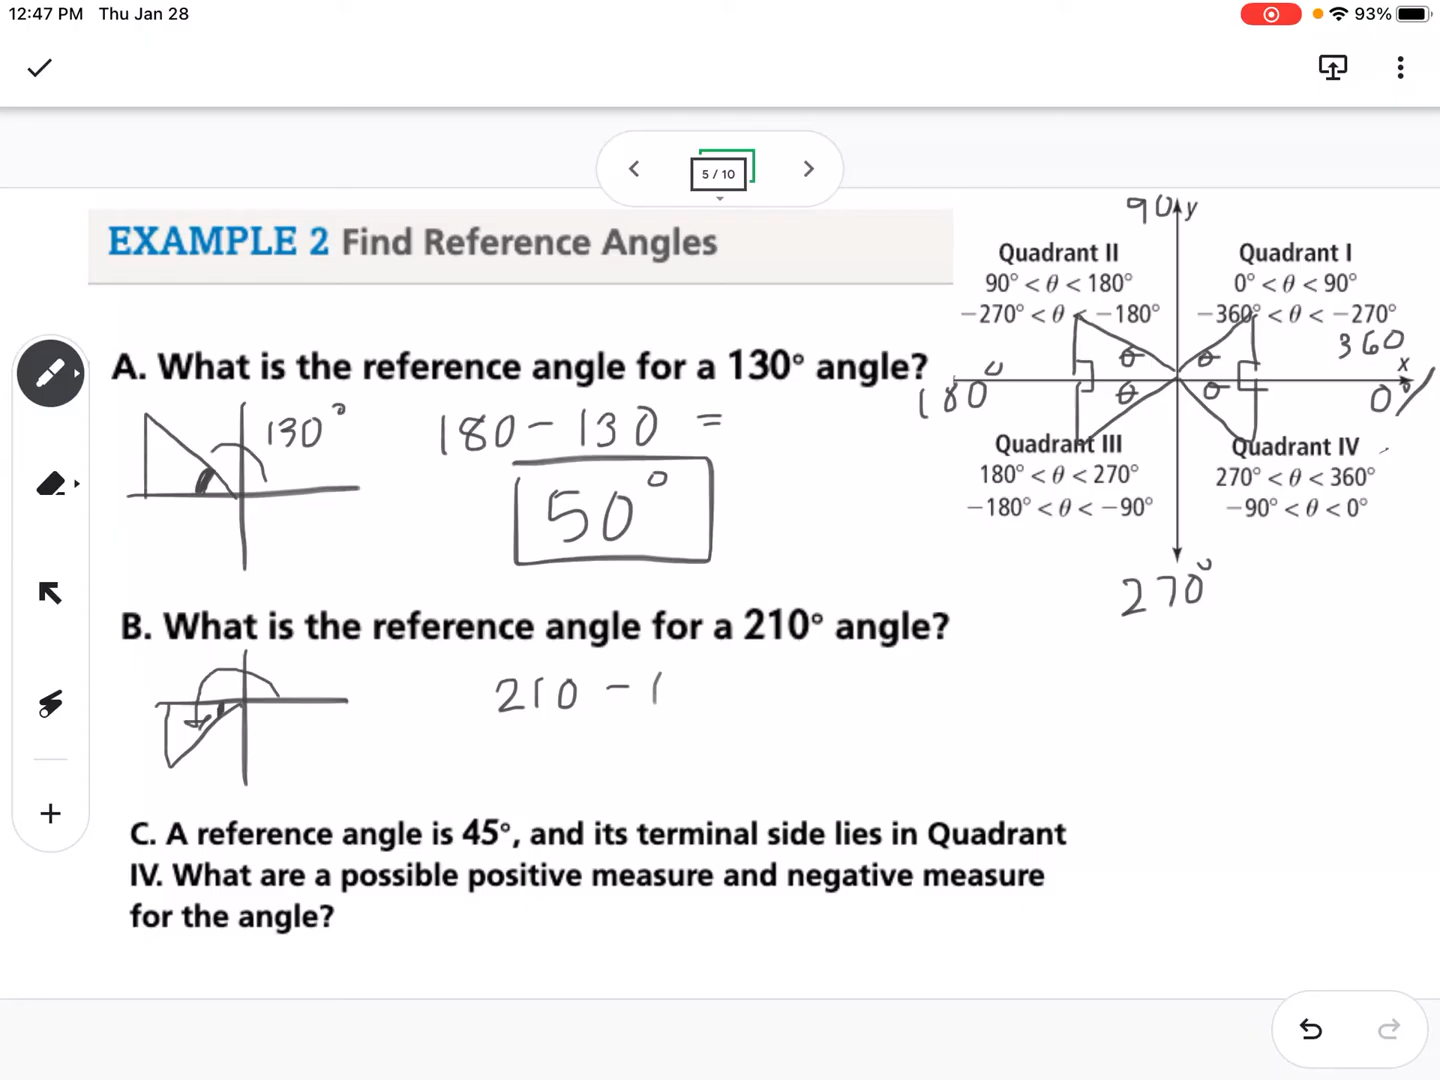 12:47 PM Thu Jan 28
93%
5 / 10
EXAMPLE 2 Find Reference Angles
90 y
Quadrant II
90° < θ < 180°
−270° < θ < −180°
Quadrant I
0° < θ < 90°
−360° < θ < −270°
360
x
θ
θ
180°
0°
θ
θ
Quadrant III
180° < θ < 270°
−180° < θ < −90°
Quadrant IV
270° < θ < 360°
−90° < θ < 0°
270°
A. What is the reference angle for a 130° angle?
130°
180 − 130 =
50°
B. What is the reference angle for a 210° angle?
210 − 1
C. A reference angle is 45°, and its terminal side lies in Quadrant
IV. What are a possible positive measure and negative measure
for the angle?